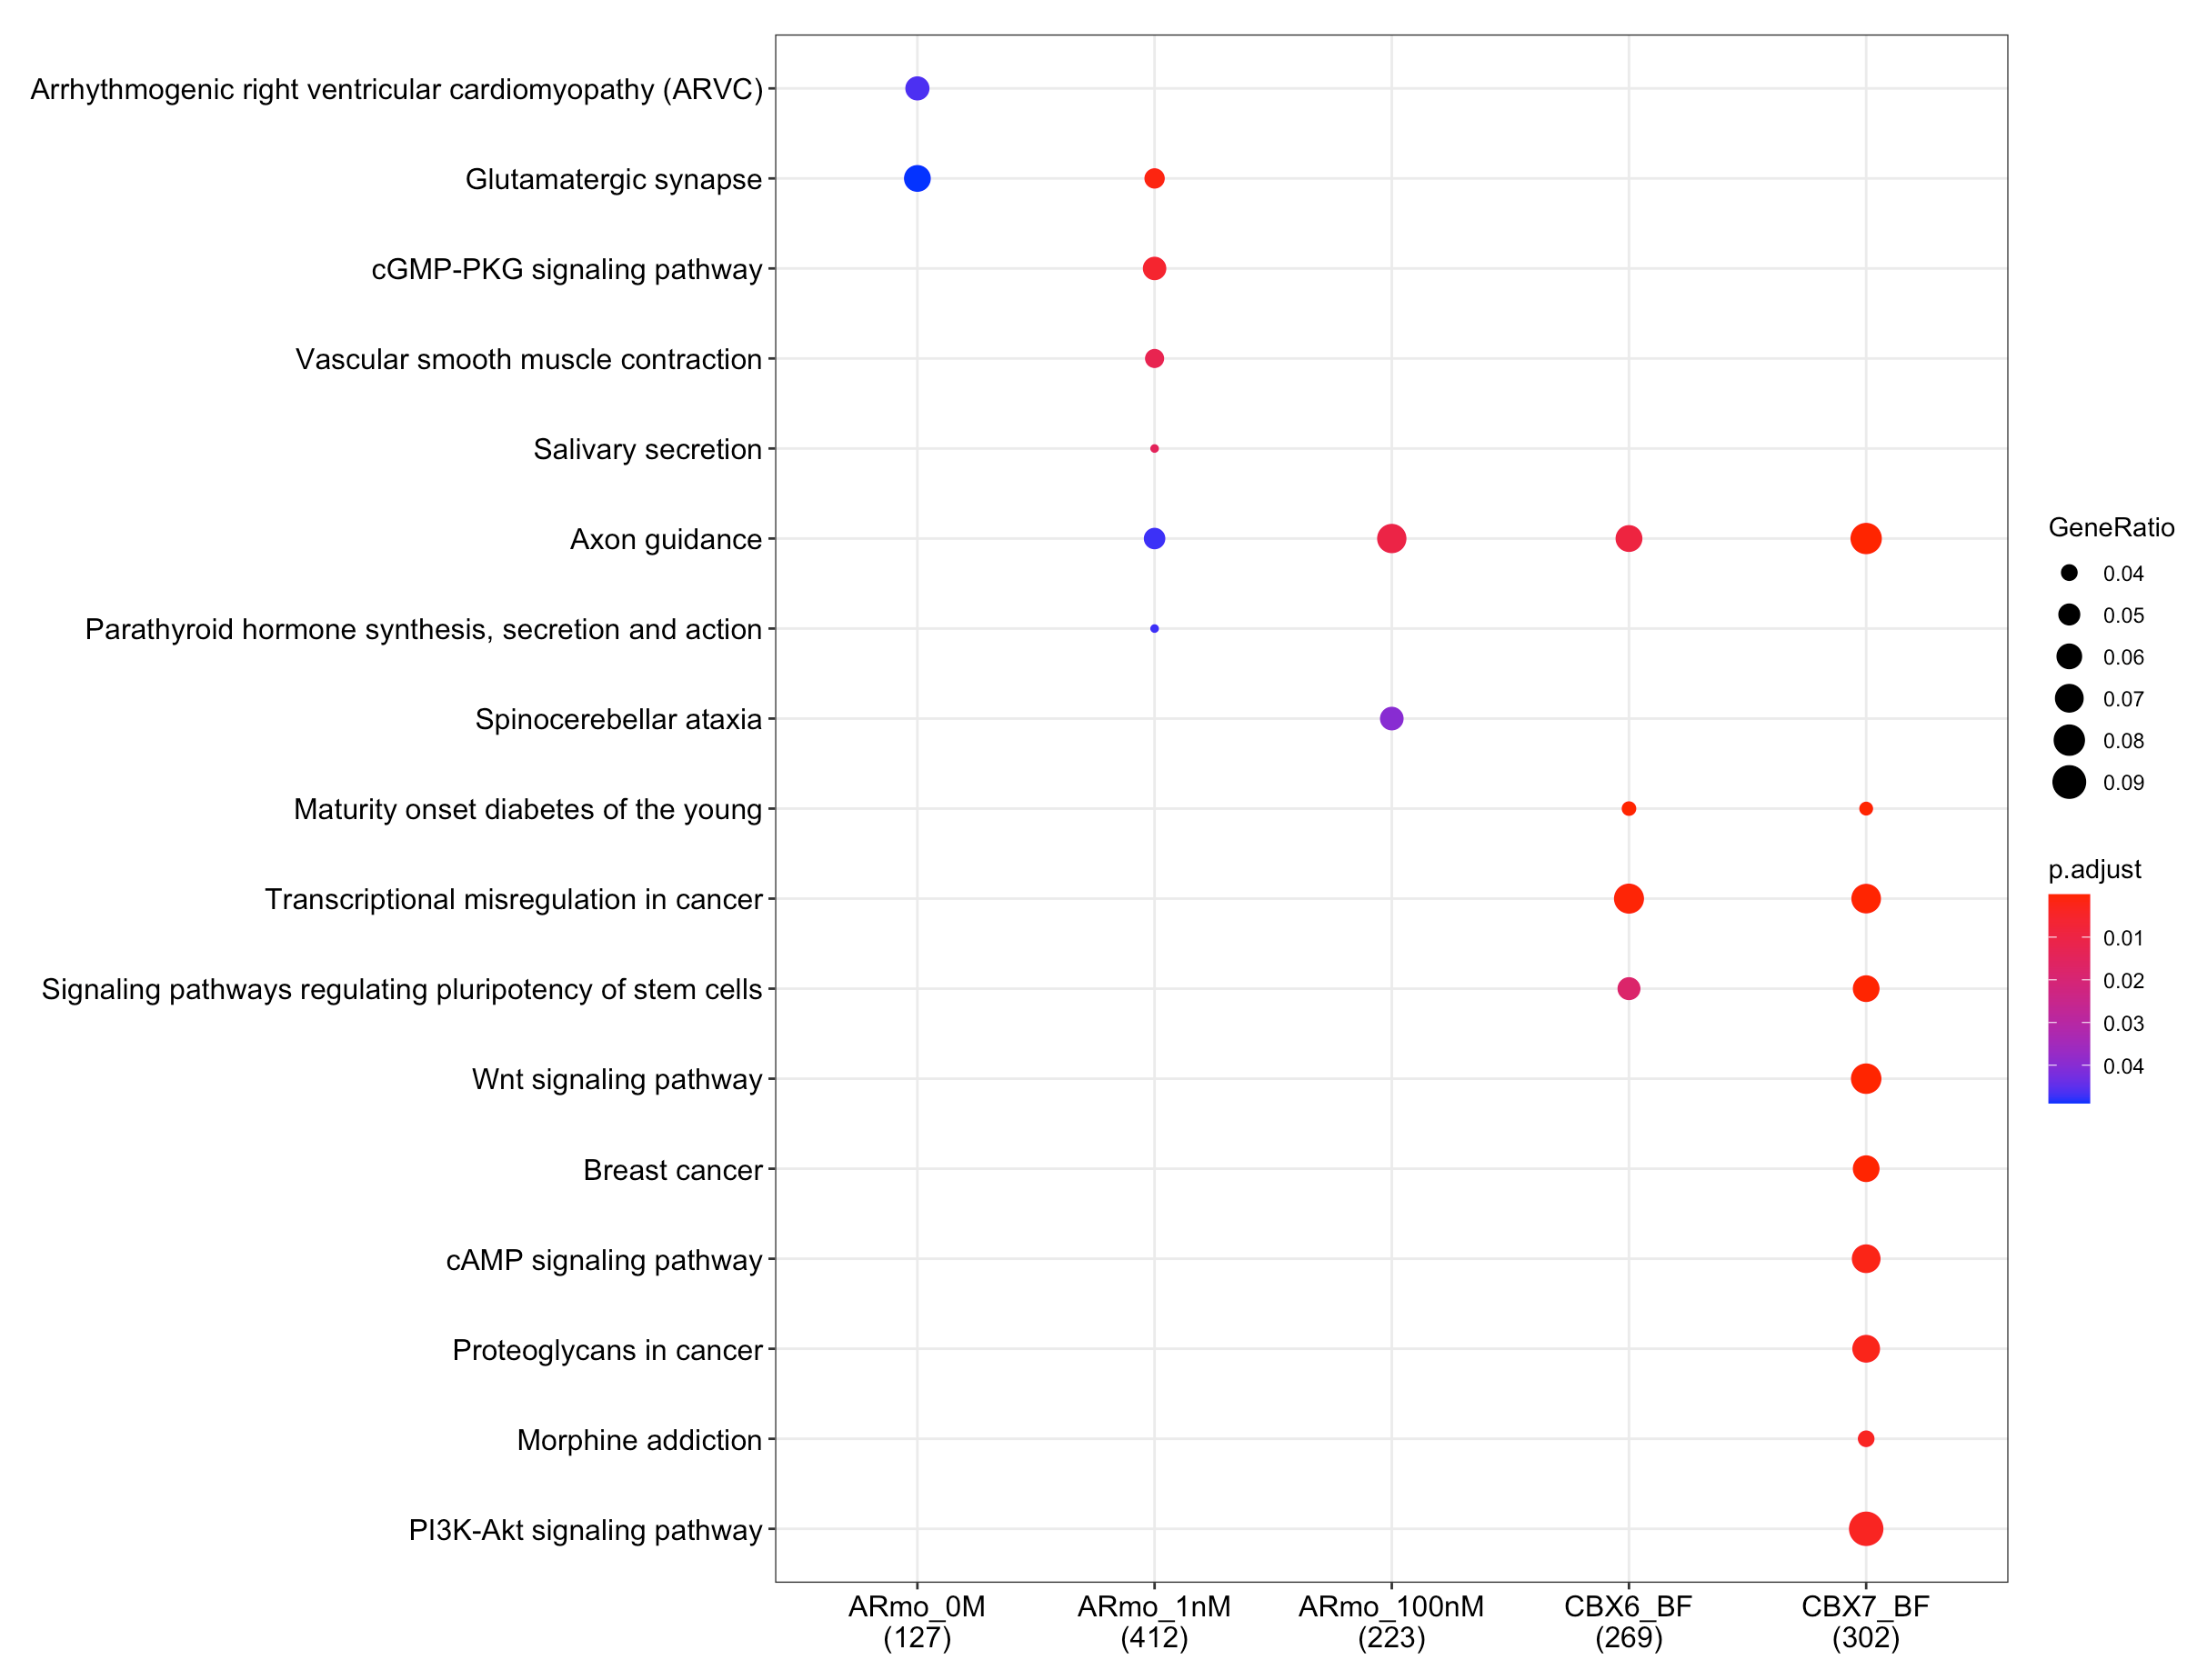 Arrhythmogenic right ventricular cardiomyopathy (ARVC)
Glutamatergic synapse
cGMP-PKG signaling pathway
Vascular smooth muscle contraction
Salivary secretion
Axon guidance
Parathyroid hormone synthesis, secretion and action
Spinocerebellar ataxia
Maturity onset diabetes of the young
Transcriptional misregulation in cancer
Signaling pathways regulating pluripotency of stem cells
Wnt signaling pathway
Breast cancer
cAMP signaling pathway
Proteoglycans in cancer
Morphine addiction
PI3K-Akt signaling pathway
ARmo_0M
(127)
ARmo_1nM
(412)
ARmo_100nM
(223)
CBX6_BF
(269)
CBX7_BF
(302)
GeneRatio
0.04
0.05
0.06
0.07
0.08
0.09
p.adjust
0.01
0.02
0.03
0.04